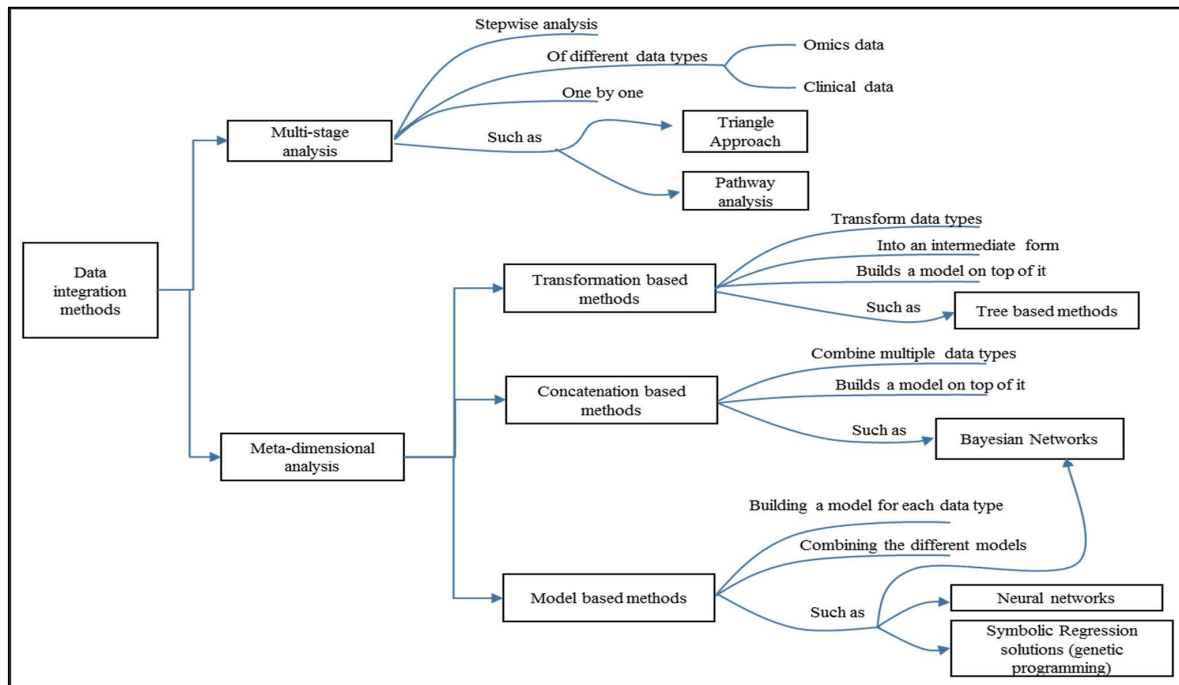 Stepwise analysis
Of different data types
Omics data
Clinical data
One by one
Multi-stage
analysis
Such as
Triangle
Approach
Pathway
analysis
Data
integration
methods
Transform data types
Into an intermediate form
Builds a model on top of it
Transformation based
methods
Such as
Tree based methods
Combine multiple data types
Builds a model on top of it
Concatenation based
methods
Such as
Bayesian Networks
Meta-dimensional
analysis
Building a model for each data type
Combining the different models
Model based methods
Such as
Neural networks
Symbolic Regression
solutions (genetic
programming)